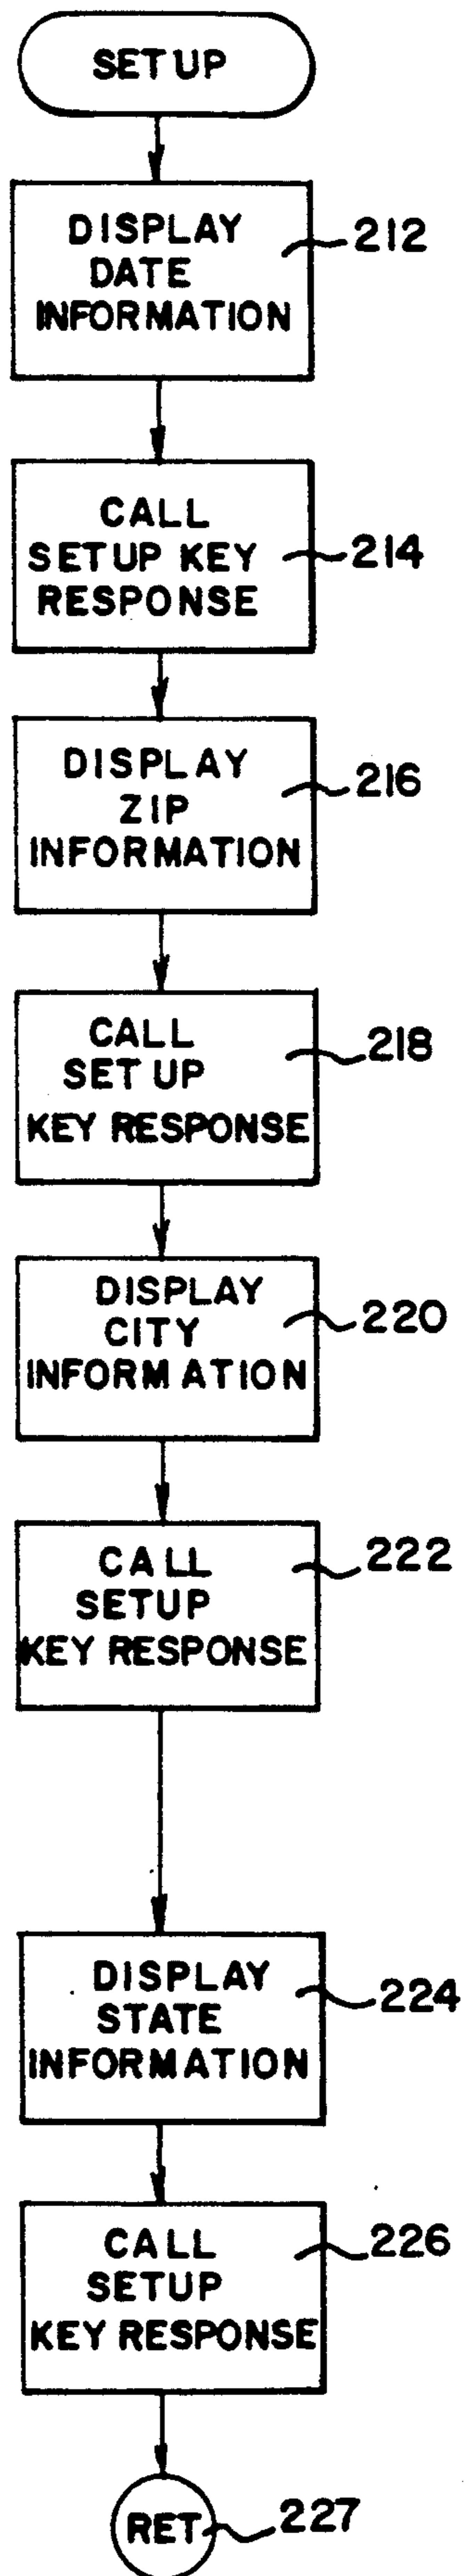 SET UP
DISPLAY
DATE
INFORMATION
212
CALL
SETUP KEY
RESPONSE
214
DISPLAY
ZIP
INFORMATION
216
CALL
SET UP
KEY RESPONSE
218
DISPLAY
CITY
INFORMATION
220
CALL
SETUP
KEY RESPONSE
222
DISPLAY
STATE
INFORMATION
224
CALL
SETUP
KEY RESPONSE
226
RET
227